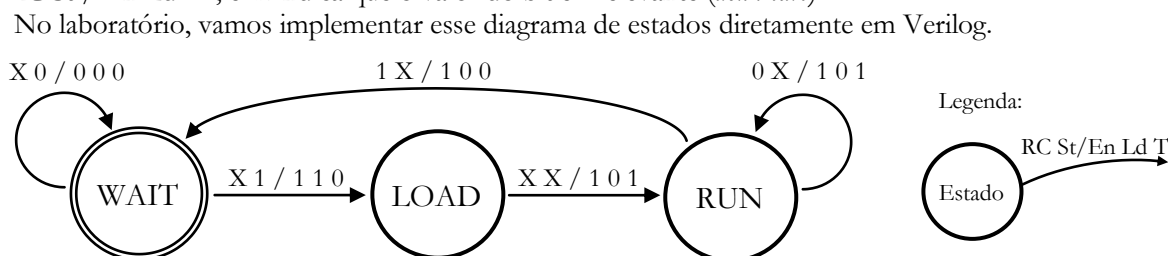 No laboratório, vamos implementar esse diagrama de estados diretamente em Verilog.
X 0 / 0 0 0
1 X / 1 0 0
0 X / 1 0 1
Legenda:
RC St/En Ld T
WAIT
X 1 / 1 1 0
LOAD
X X / 1 0 1
RUN
Estado